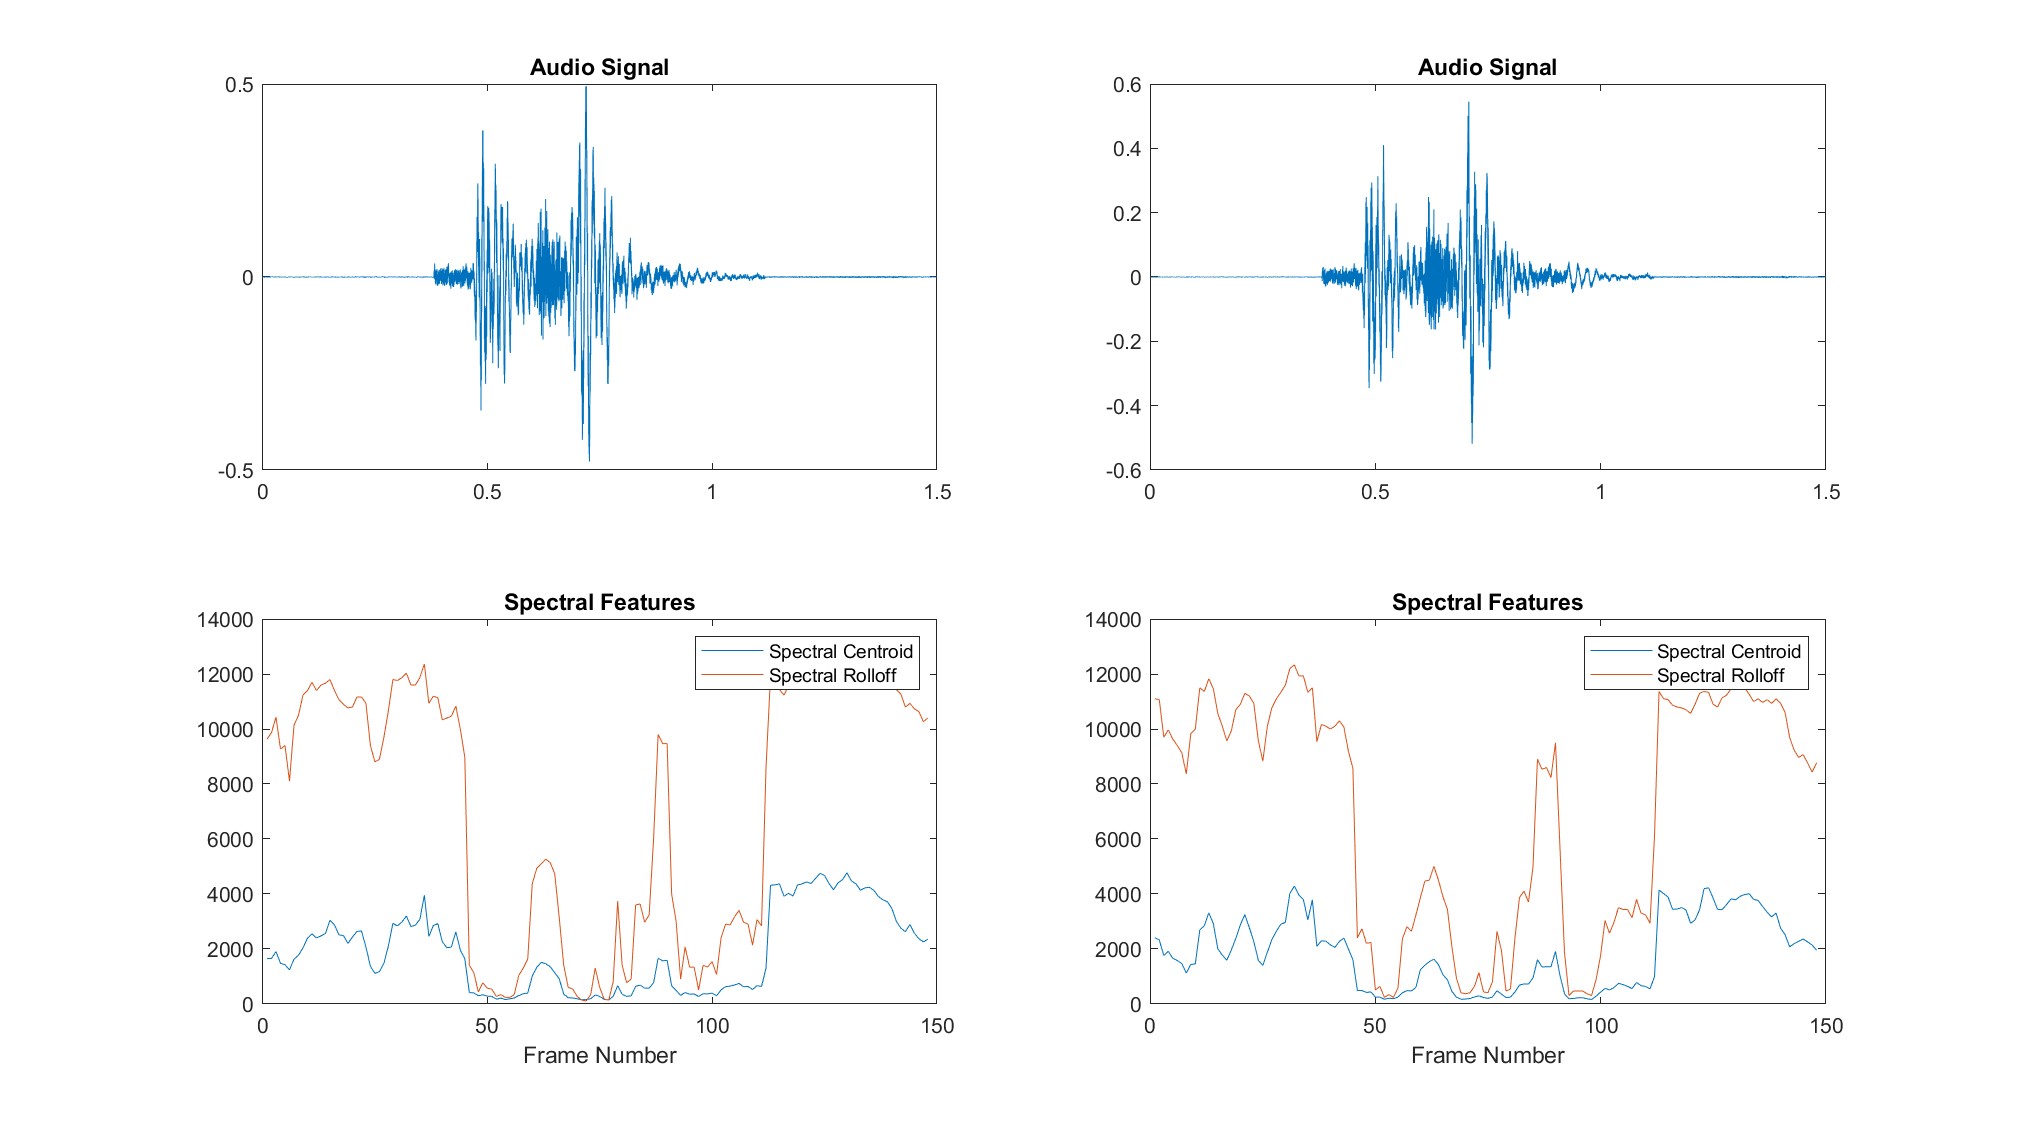 Audio Signal
0.5
0
-0.5
0 0.5 1 1.5
Audio Signal
0.6
0.4
0.2
0
-0.2
-0.4
-0.6
0 0.5 1 1.5
Spectral Features
14000
12000
10000
8000
6000
4000
2000
0
Spectral Centroid
Spectral Rolloff
0 50 100 150
Frame Number
Spectral Features
14000
12000
10000
8000
6000
4000
2000
0
Spectral Centroid
Spectral Rolloff
0 50 100 150
Frame Number